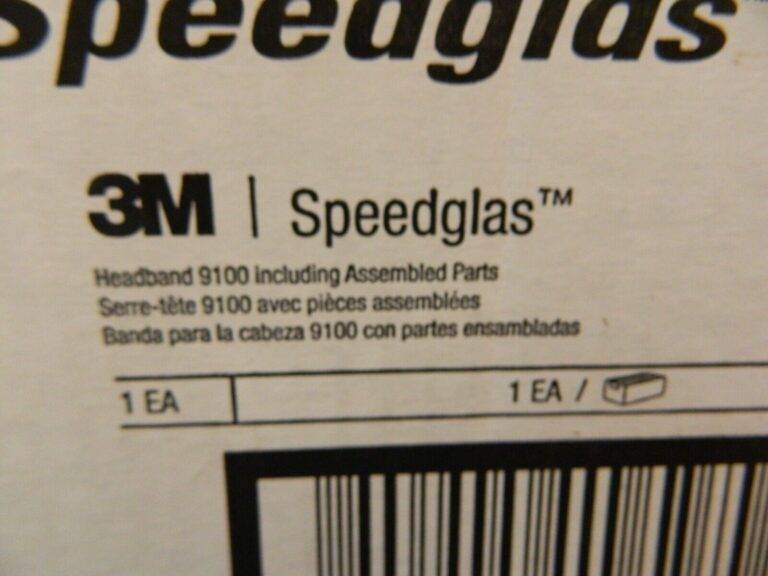 Speedglas
3M | Speedglas™
Headband 9100 including Assembled Parts
Serre-tête 9100 avec pièces assemblées
Banda para la cabeza 9100 con partes ensambladas
1 EA
1 EA /